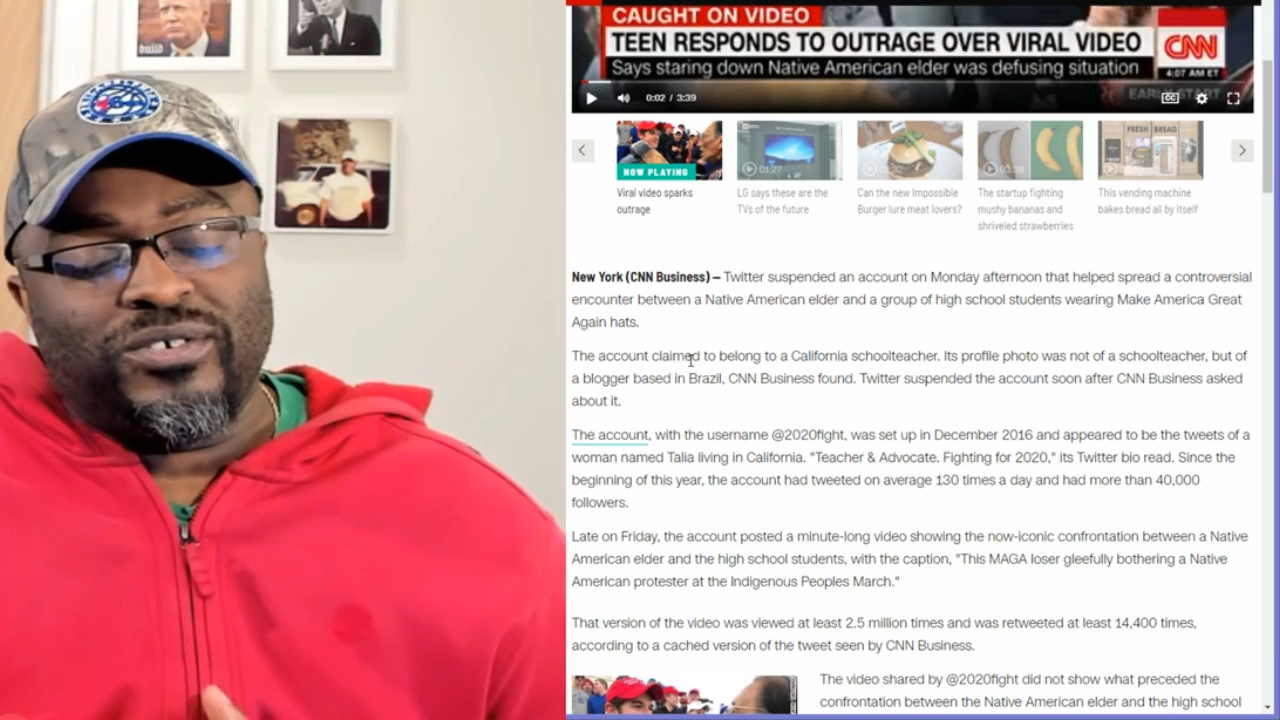 build
CAUGHT ON VIDEO
TEEN RESPONDS TO OUTRAGE OVER VIRAL VIDEO
Says staring down Native American elder was defusing situation
CNN
4:07 AM ET
EARLY START
0:02 / 3:39
CC
FRESH BREAD
NOW PLAYING
01:27
Viral video sparks
outrage
LG says these are the
TVs of the future
Can the new Impossible
Burger lure meat lovers?
The startup fighting
mushy bananas and
shriveled strawberries
This vending machine
bakes bread all by itself
New York (CNN Business) — Twitter suspended an account on Monday afternoon that helped spread a controversial
encounter between a Native American elder and a group of high school students wearing Make America Great
Again hats.
The account claimed to belong to a California schoolteacher. Its profile photo was not of a schoolteacher, but of
a blogger based in Brazil, CNN Business found. Twitter suspended the account soon after CNN Business asked
about it.
The account, with the username @2020fight, was set up in December 2016 and appeared to be the tweets of a
woman named Talia living in California. "Teacher & Advocate. Fighting for 2020," its Twitter bio read. Since the
beginning of this year, the account had tweeted on average 130 times a day and had more than 40,000
followers.
Late on Friday, the account posted a minute-long video showing the now-iconic confrontation between a Native
American elder and the high school students, with the caption, "This MAGA loser gleefully bothering a Native
American protester at the Indigenous Peoples March."
That version of the video was viewed at least 2.5 million times and was retweeted at least 14,400 times,
according to a cached version of the tweet seen by CNN Business.
The video shared by @2020fight did not show what preceded the
confrontation between the Native American elder and the high school